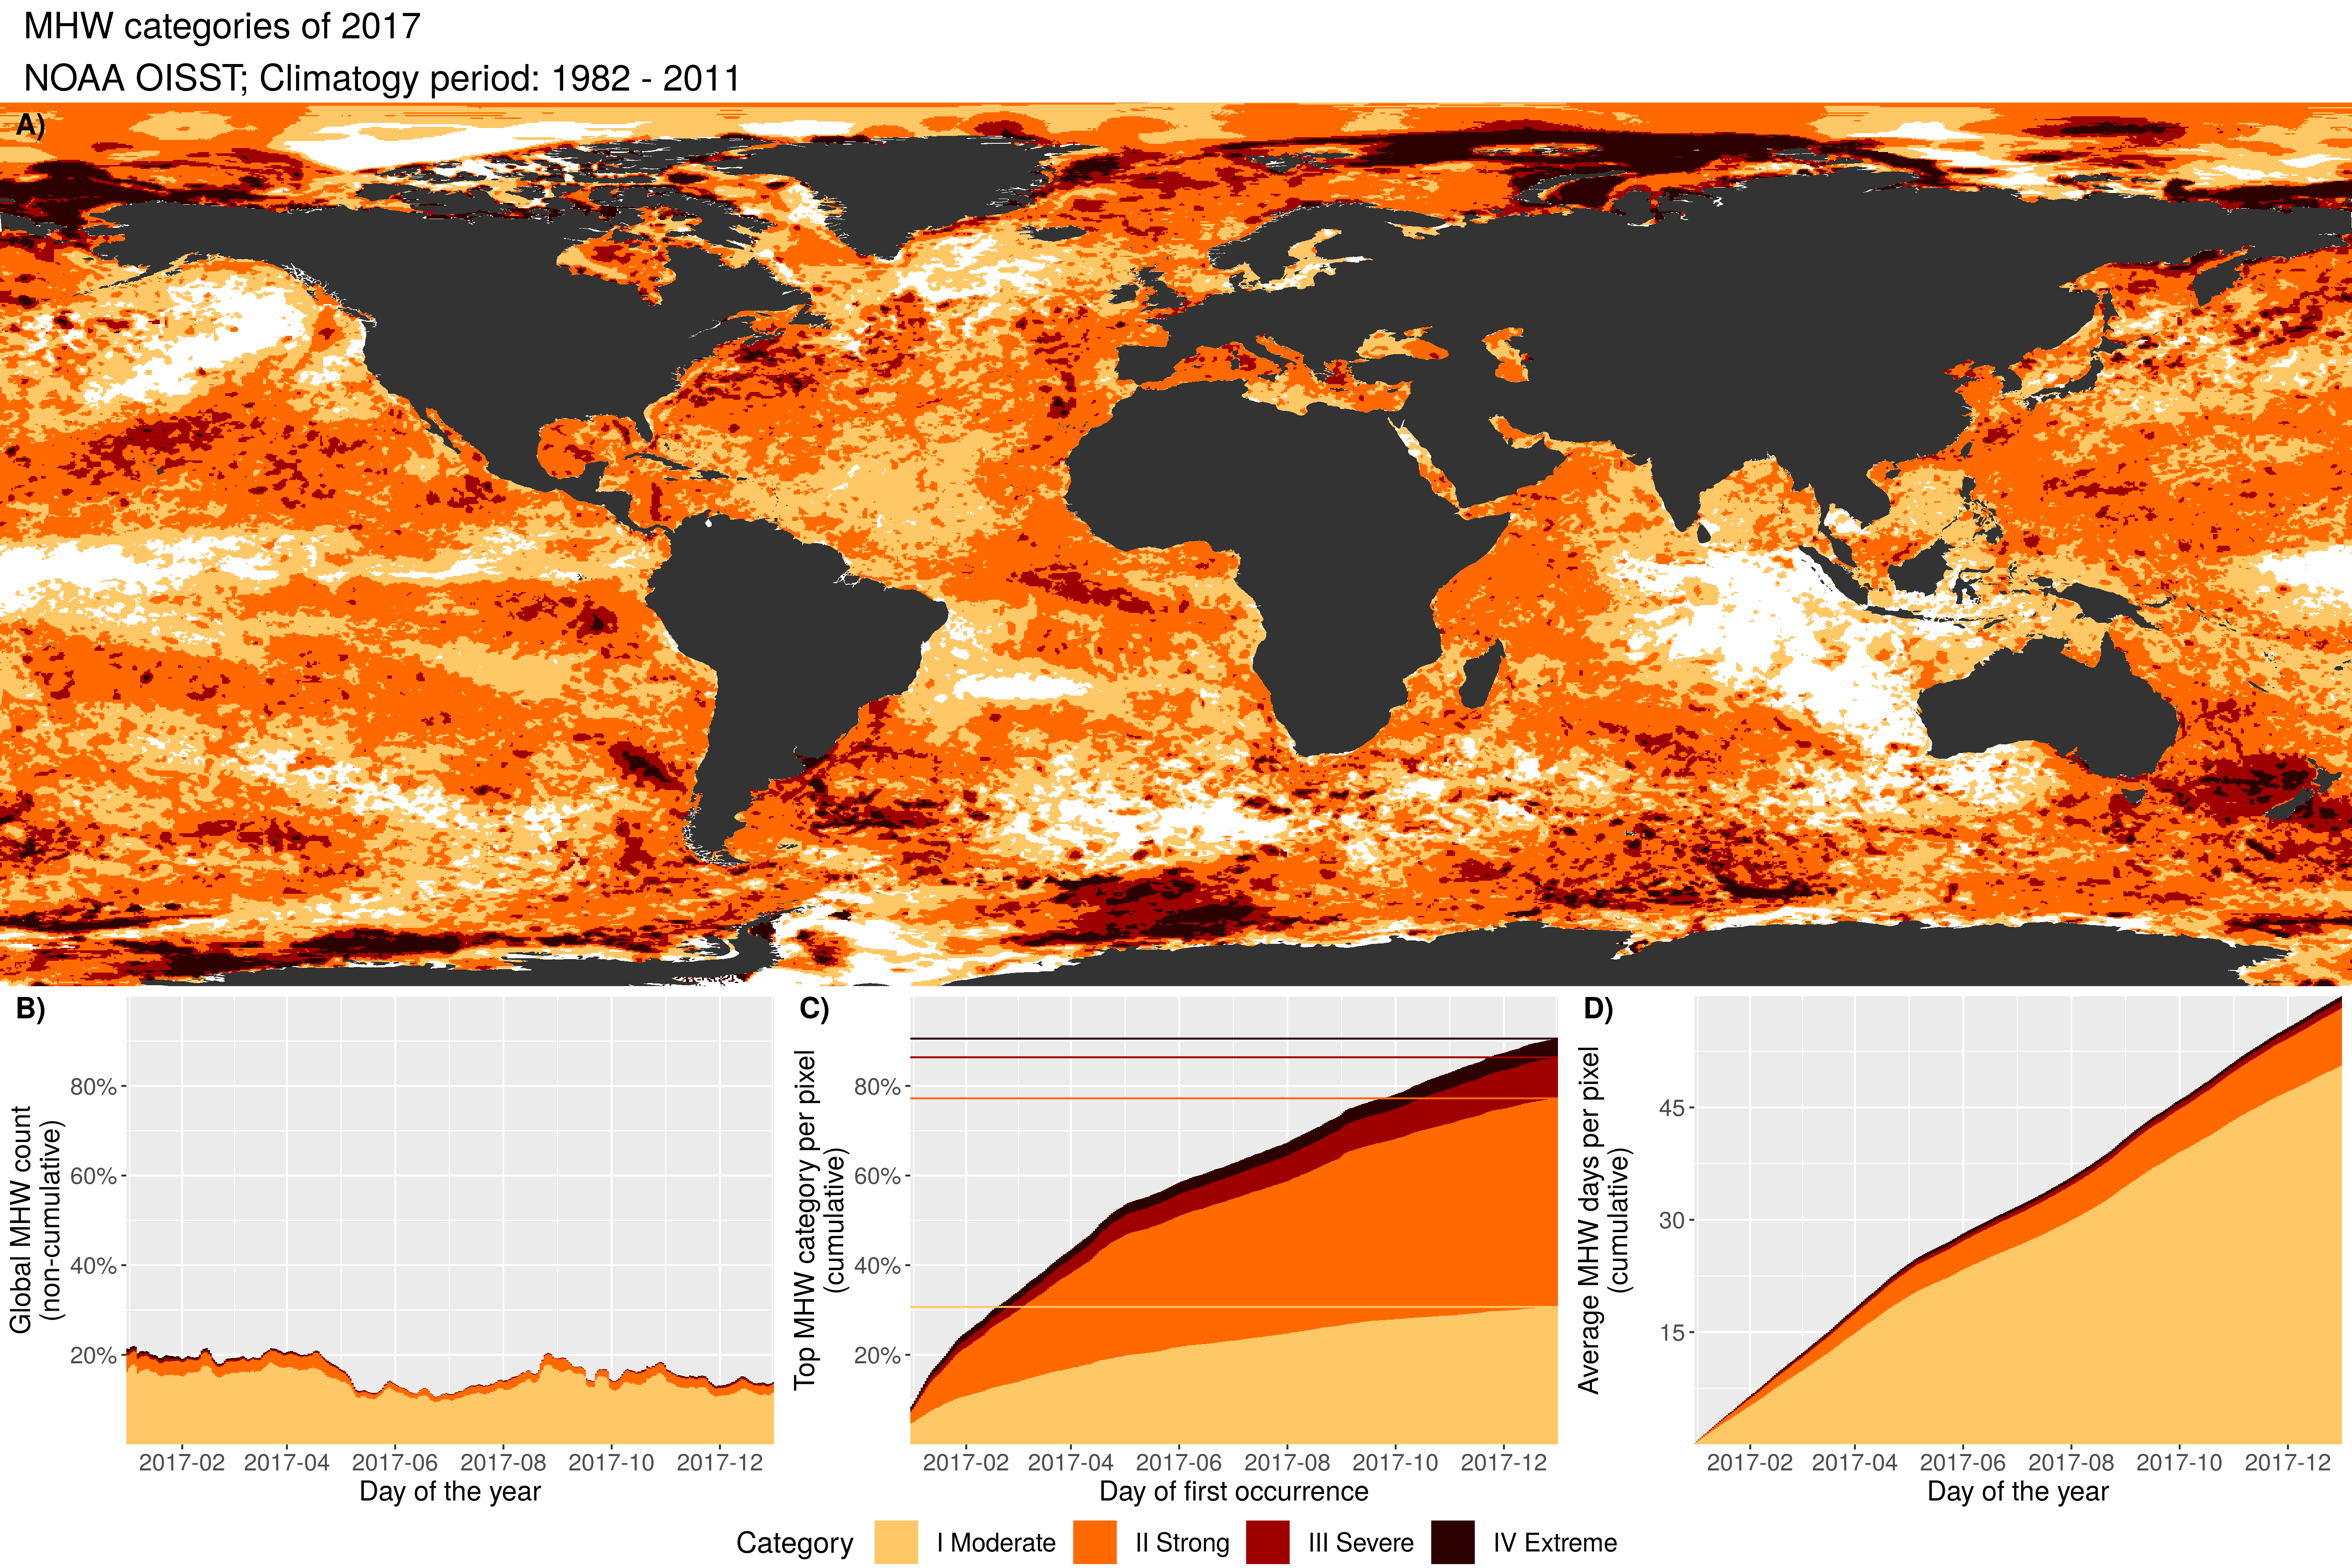 MHW categories of 2017
NOAA OISST; Climatogy period: 1982 - 2011
A)
B)
Global MHW count
(non-cumulative)
80%
60%
40%
20%
2017-02 2017-04 2017-06 2017-08 2017-10 2017-12
Day of the year
C)
Top MHW category per pixel
(cumulative)
80%
60%
40%
20%
2017-02 2017-04 2017-06 2017-08 2017-10 2017-12
Day of first occurrence
D)
Average MHW days per pixel
(cumulative)
45
30
15
2017-02 2017-04 2017-06 2017-08 2017-10 2017-12
Day of the year
Category I Moderate II Strong III Severe IV Extreme